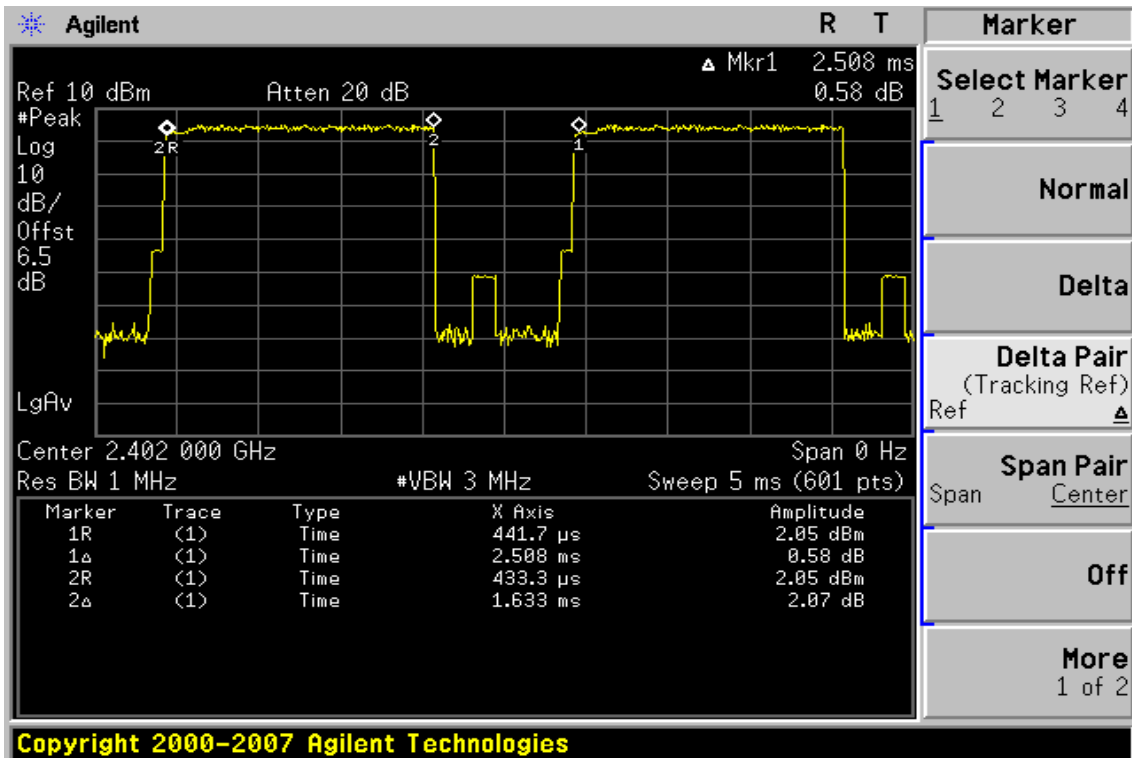 Agilent
R T
Marker
Δ Mkr1 2.508 ms
Ref 10 dBm Atten 20 dB 0.58 dB
#Peak
Log
10
dB/
Offst
6.5
dB
LgAv
2R
2
1
Center 2.402 000 GHz Span 0 Hz
Res BW 1 MHz #VBW 3 MHz Sweep 5 ms (601 pts)
Marker Trace Type X Axis Amplitude
1R (1) Time 441.7 µs 2.05 dBm
1Δ (1) Time 2.508 ms 0.58 dB
2R (1) Time 433.3 µs 2.05 dBm
2Δ (1) Time 1.633 ms 2.07 dB
Select Marker
1 2 3 4
Normal
Delta
Delta Pair
(Tracking Ref)
Ref Δ
Span Pair
Span Center
Off
More
1 of 2
Copyright 2000-2007 Agilent Technologies